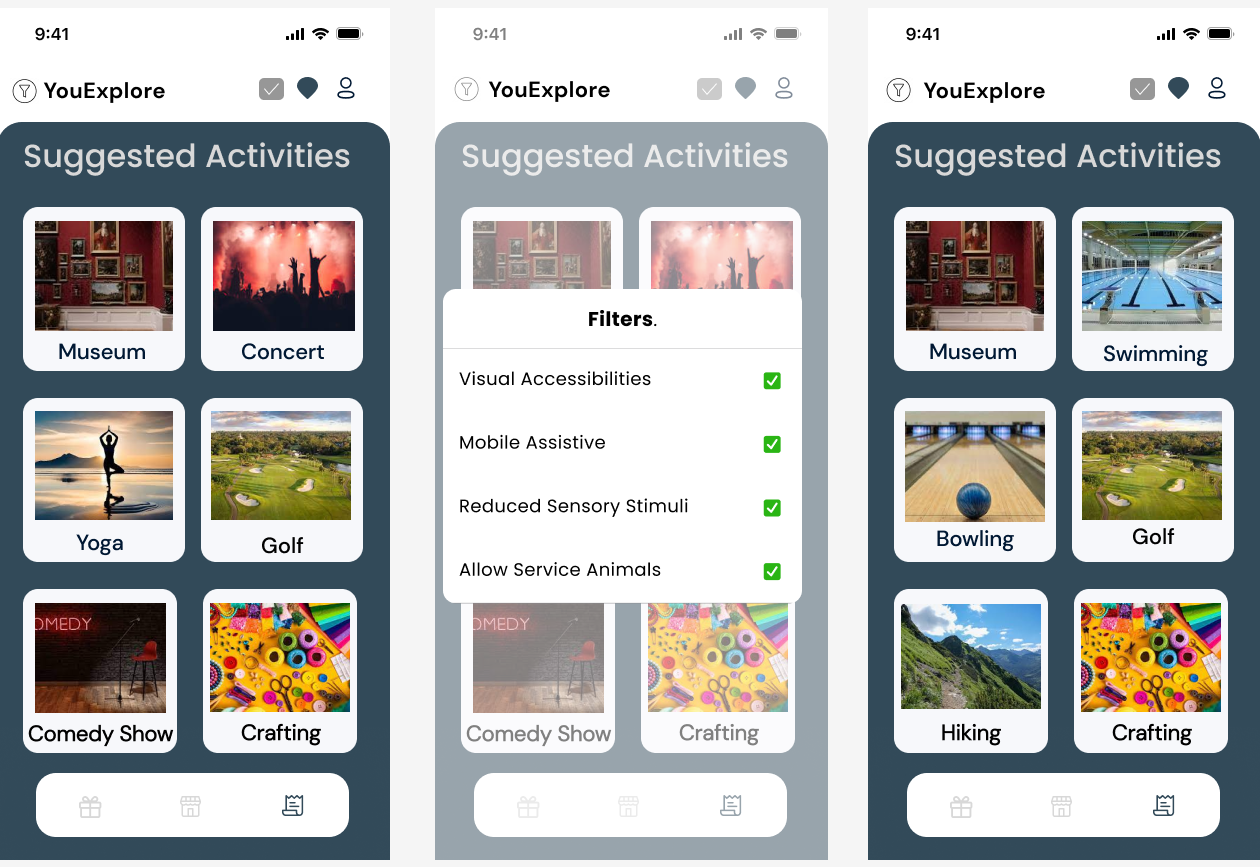 9:41
YouExplore
Suggested Activities
Museum
Concert
Yoga
Golf
OMEDY
Comedy Show
Crafting
9:41
YouExplore
Suggested Activities
Filters.
Visual Accessibilities
Mobile Assistive
Reduced Sensory Stimuli
Allow Service Animals
OMEDY
Comedy Show
Crafting
9:41
YouExplore
Suggested Activities
Museum
Swimming
Bowling
Golf
Hiking
Crafting